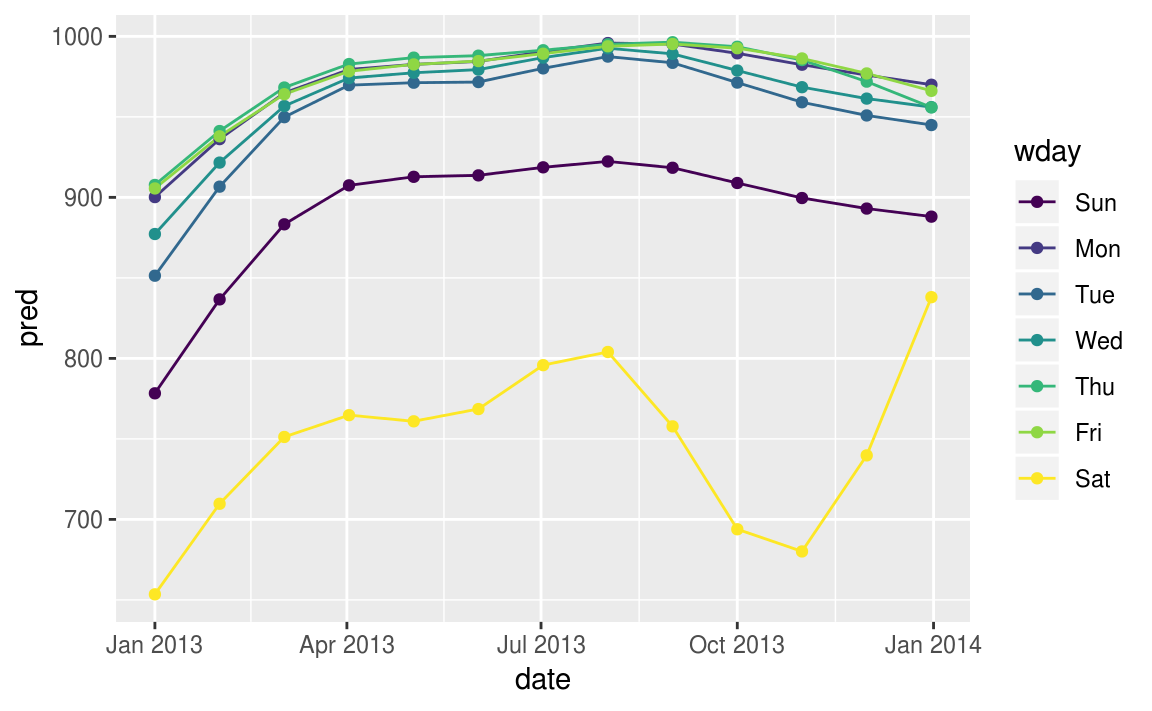 1000
900
800
700
pred
Jan 2013
Apr 2013
Jul 2013
Oct 2013
Jan 2014
date
wday
Sun
Mon
Tue
Wed
Thu
Fri
Sat